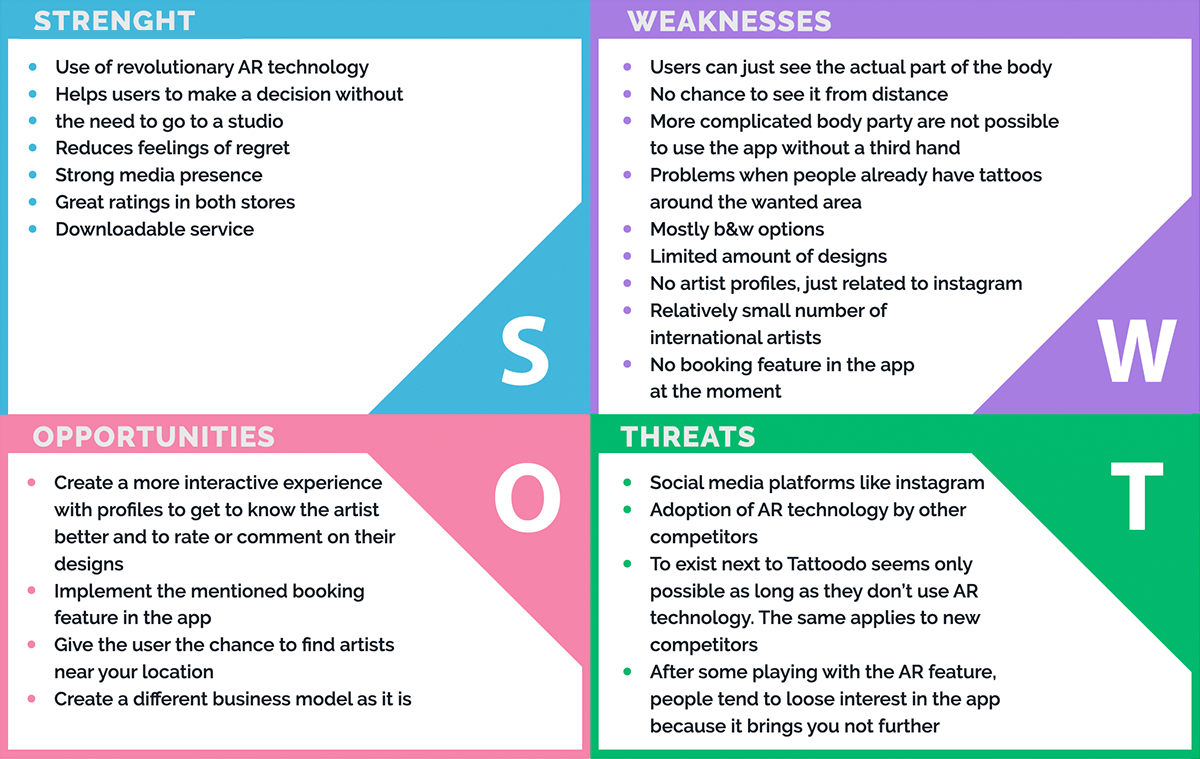 STRENGHT
Use of revolutionary AR technology
Helps users to make a decision without
the need to go to a studio
Reduces feelings of regret
Strong media presence
Great ratings in both stores
Downloadable service
S
WEAKNESSES
Users can just see the actual part of the body
No chance to see it from distance
More complicated body party are not possible
to use the app without a third hand
Problems when people already have tattoos
around the wanted area
Mostly b&w options
Limited amount of designs
No artist profiles, just related to instagram
Relatively small number of
international artists
No booking feature in the app
at the moment
W
OPPORTUNITIES
Create a more interactive experience
with profiles to get to know the artist
better and to rate or comment on their
designs
Implement the mentioned booking
feature in the app
Give the user the chance to find artists
near your location
Create a different business model as it is
O
THREATS
Social media platforms like instagram
Adoption of AR technology by other
competitors
To exist next to Tattoodo seems only
possible as long as they don't use AR
technology. The same applies to new
competitors
After some playing with the AR feature,
people tend to loose interest in the app
because it brings you not further
T